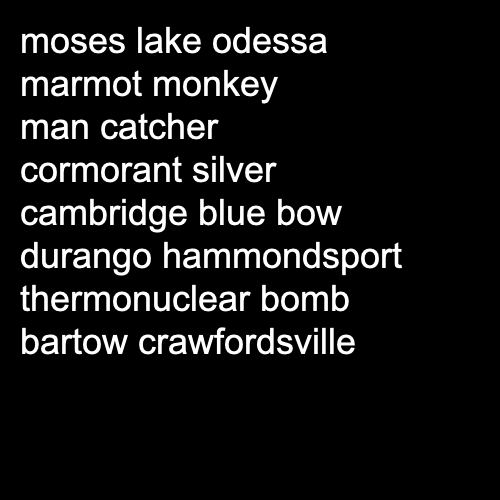 moses lake odessa
marmot monkey
man catcher
cormorant silver
cambridge blue bow
durango hammondsport
thermonuclear bomb
bartow crawfordsville